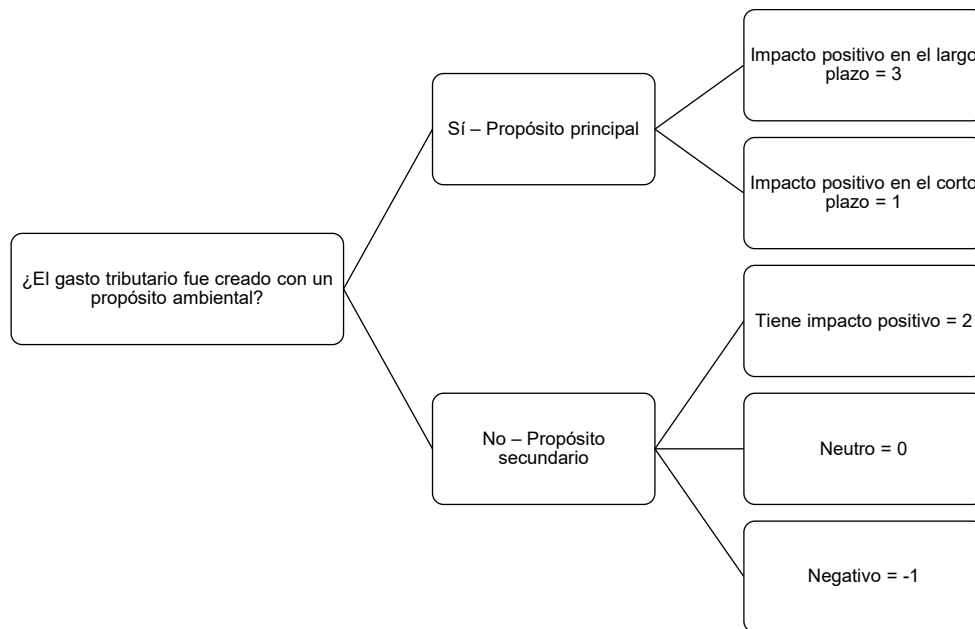 Impacto positivo en el largo
plazo = 3
Sí – Propósito principal
Impacto positivo en el corto
plazo = 1
¿El gasto tributario fue creado con un
propósito ambiental?
Tiene impacto positivo = 2
No – Propósito
secundario
Neutro = 0
Negativo = -1